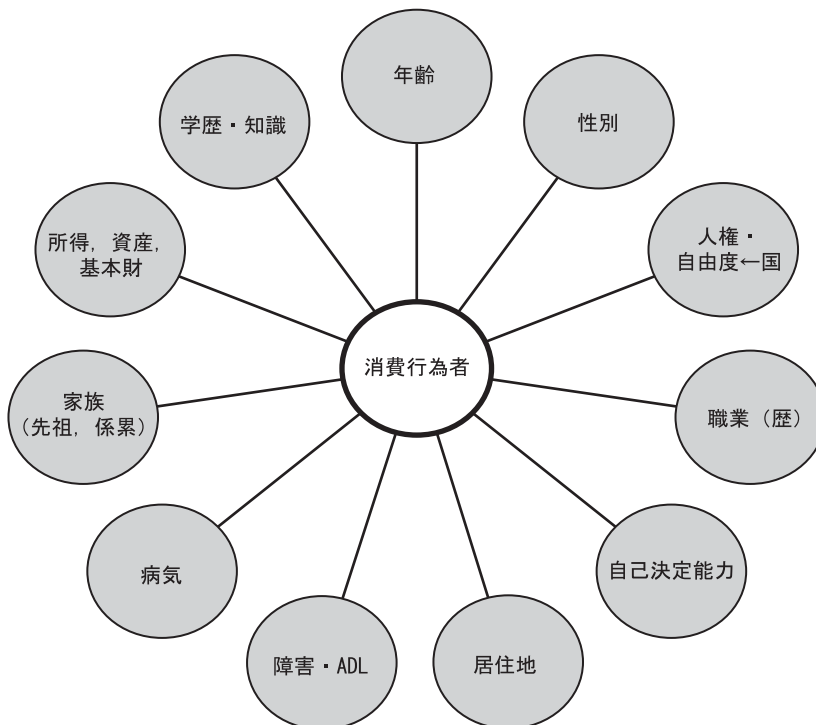 年齢
性別
人権・
自由度←国
職業（歴）
自己決定能力
居住地
障害・ADL
病気
家族
（先祖，係累）
所得，資産，
基本財
学歴・知識
消費行為者